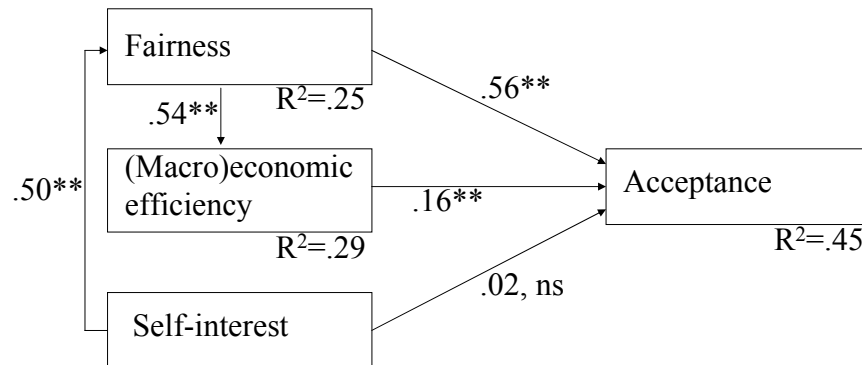 Fairness
R²=.25
.56**
.54**
(Macro)economic
efficiency
.50**
.16**
Acceptance
R²=.29
R²=.45
.02, ns
Self-interest